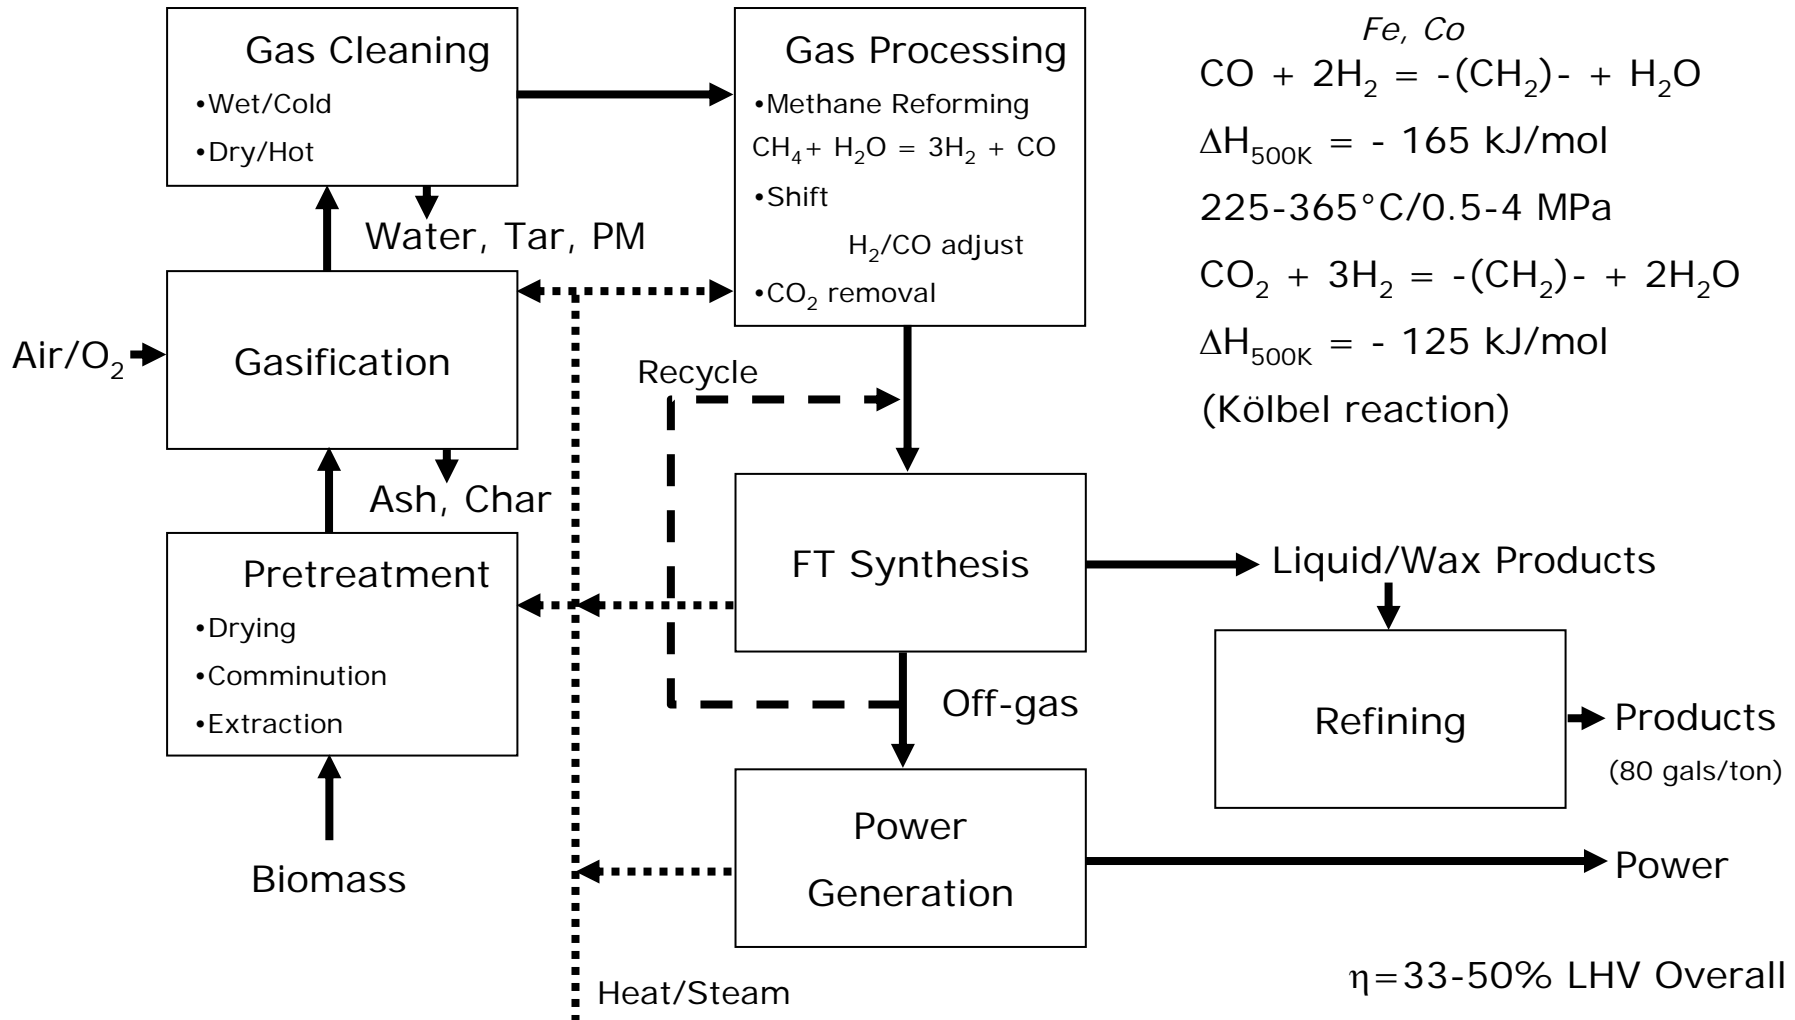 Gas Cleaning
•Wet/Cold
•Dry/Hot
Water, Tar, PM
Air/O₂
Gasification
Ash, Char
Pretreatment
•Drying
•Comminution
•Extraction
Biomass
Gas Processing
•Methane Reforming
CH₄+ H₂O = 3H₂ + CO
•Shift
H₂/CO adjust
•CO₂ removal
Recycle
FT Synthesis
Off-gas
Power
Generation
Heat/Steam
Fe, Co
CO + 2H₂ = -(CH₂)- + H₂O
ΔH₅₀₀K = - 165 kJ/mol
225-365°C/0.5-4 MPa
CO₂ + 3H₂ = -(CH₂)- + 2H₂O
ΔH₅₀₀K = - 125 kJ/mol
(Kölbel reaction)
Liquid/Wax Products
Refining
Products
(80 gals/ton)
Power
η=33-50% LHV Overall